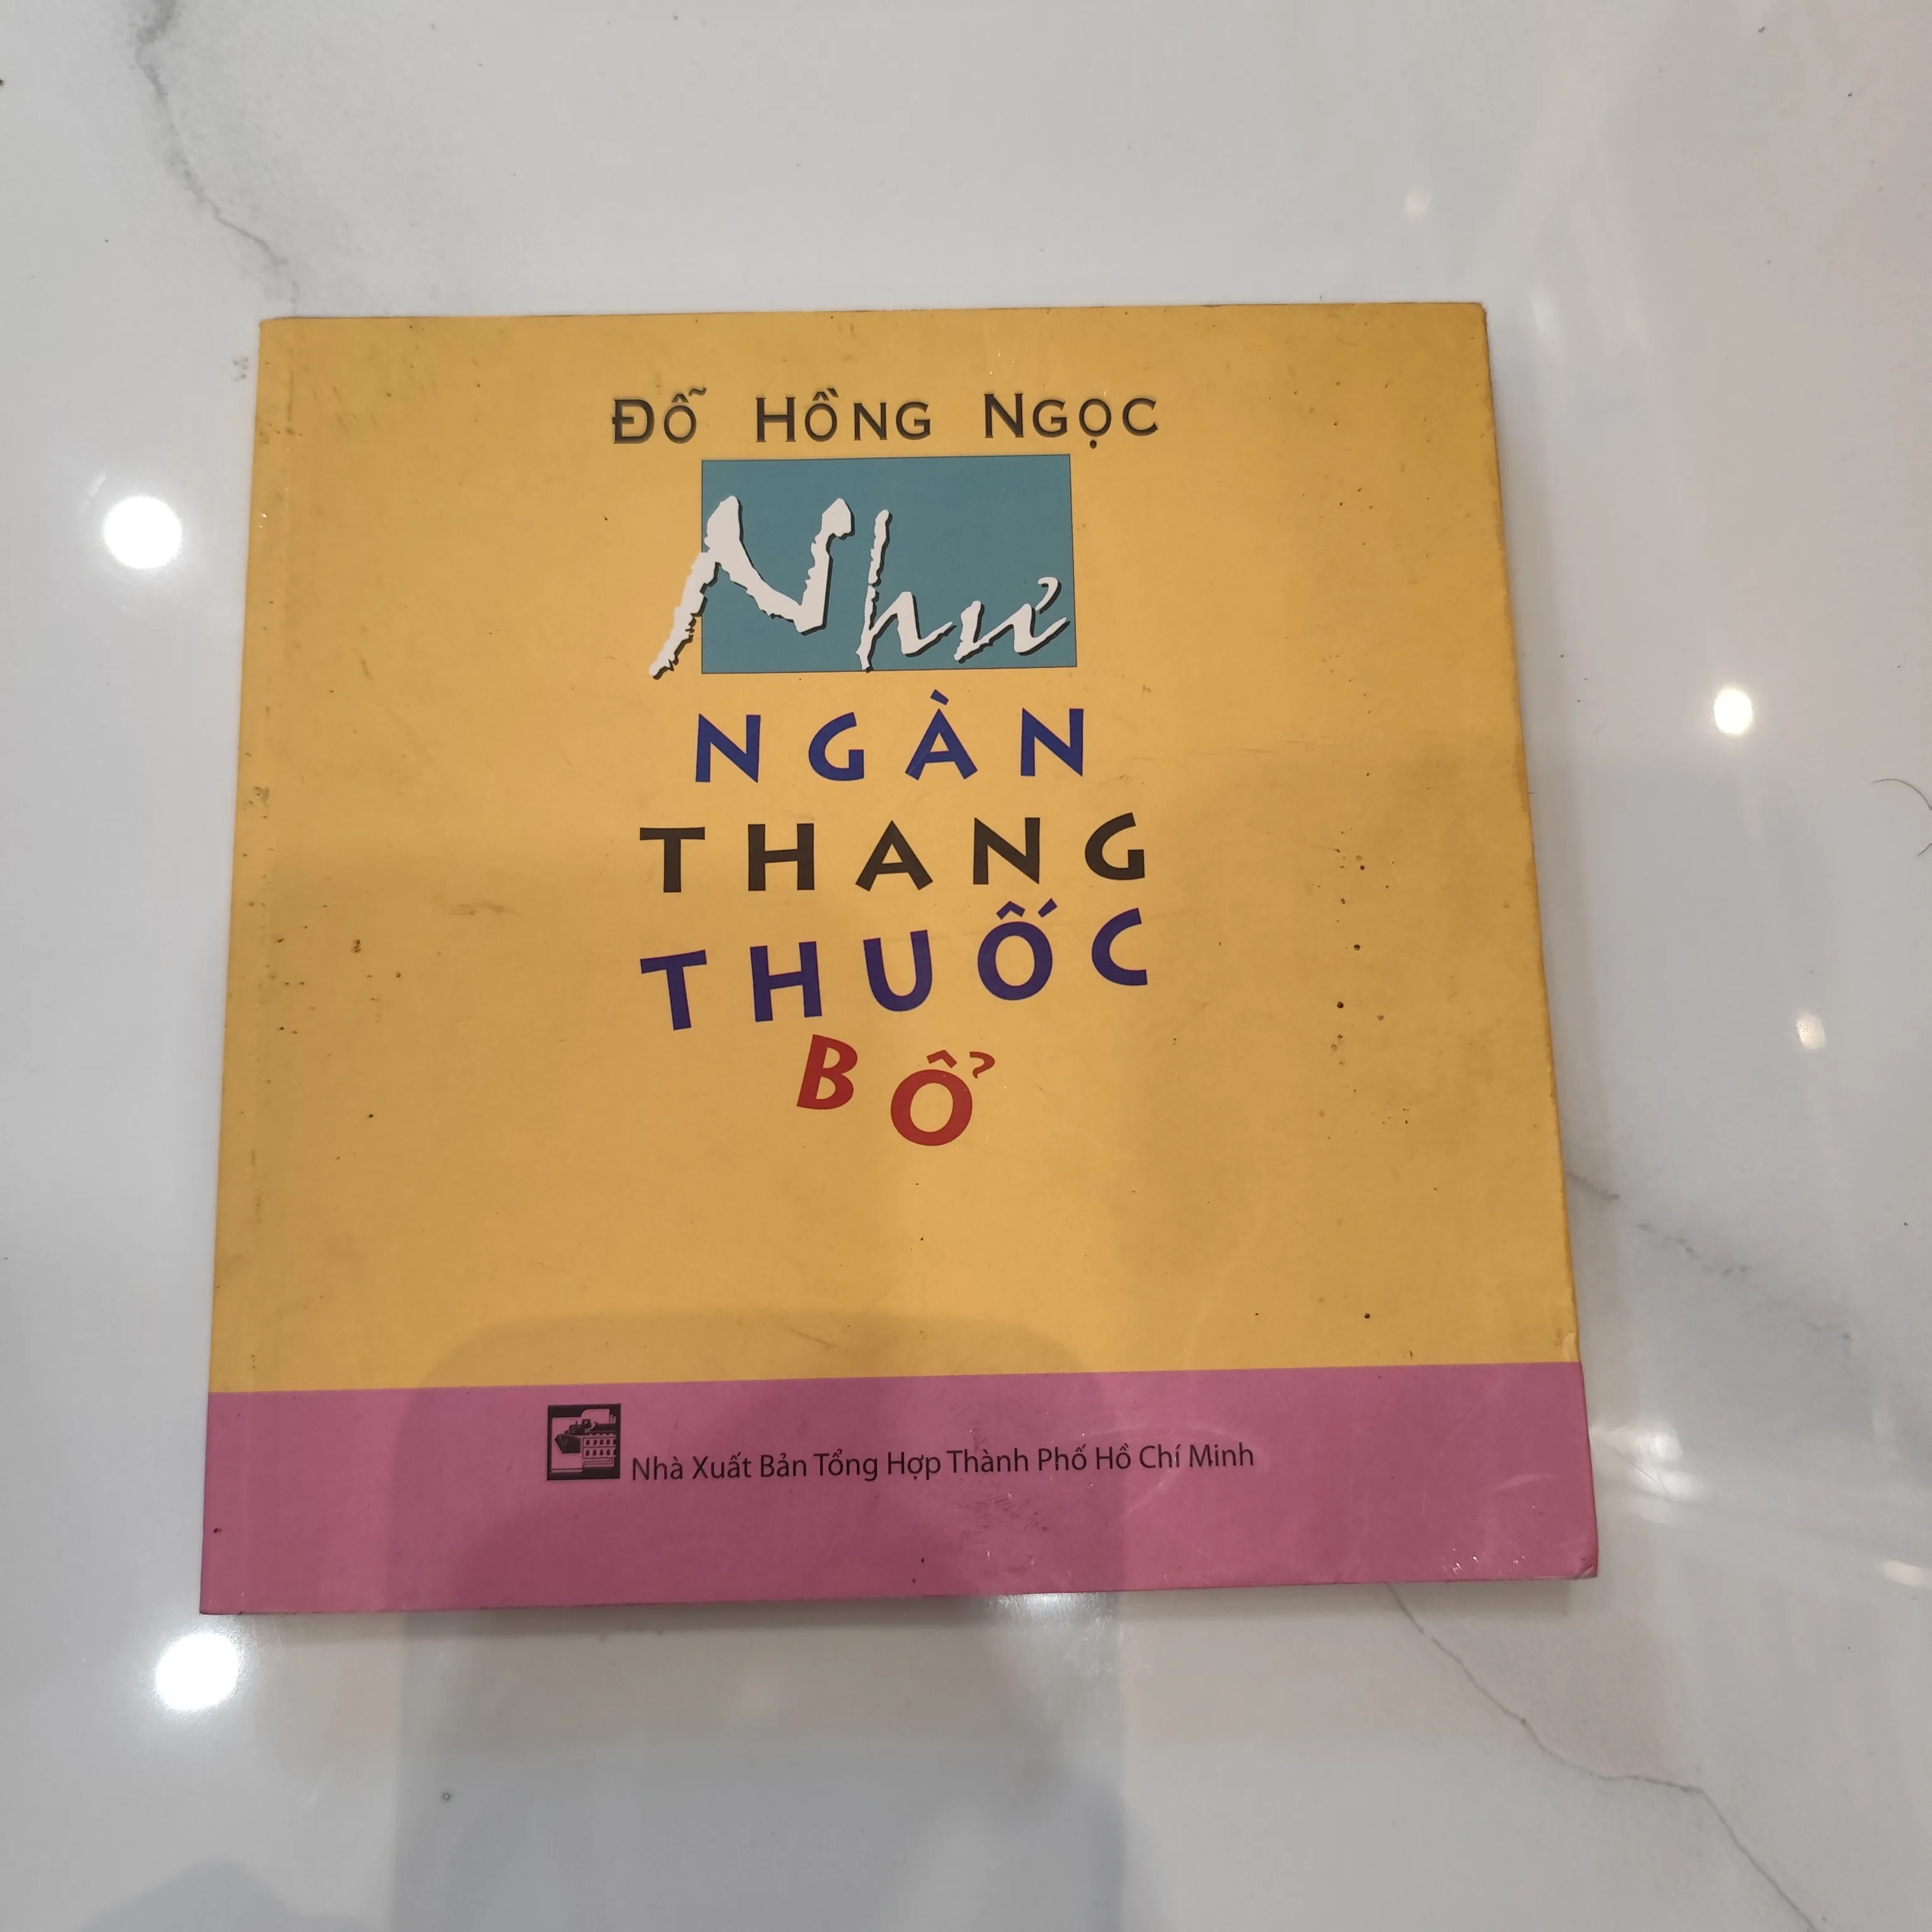 ĐỖ HỒNG NGỌC
Như
NGÀN
THANG
THUỐC
BỔ
Nhà Xuất Bản Tổng Hợp Thành Phố Hồ Chí Minh